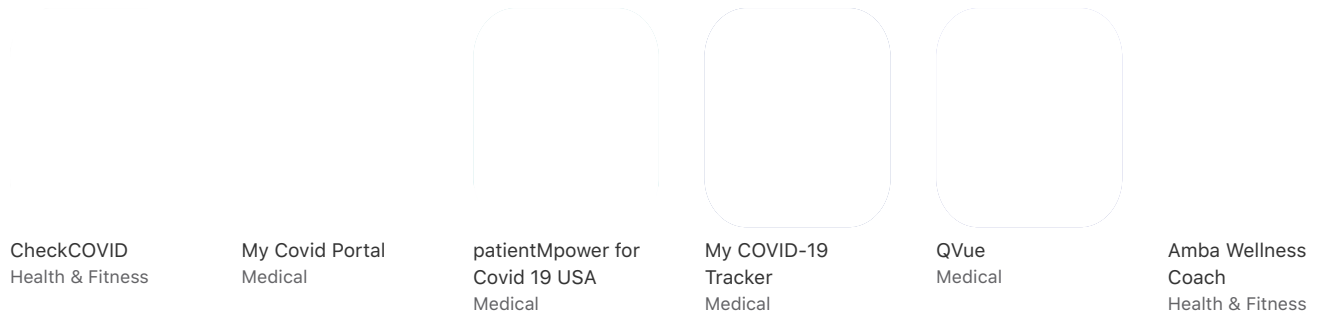 CheckCOVID
Health & Fitness
My Covid Portal
Medical
patientMpower for
Covid 19 USA
Medical
My COVID-19
Tracker
Medical
QVue
Medical
Amba Wellness
Coach
Health & Fitness